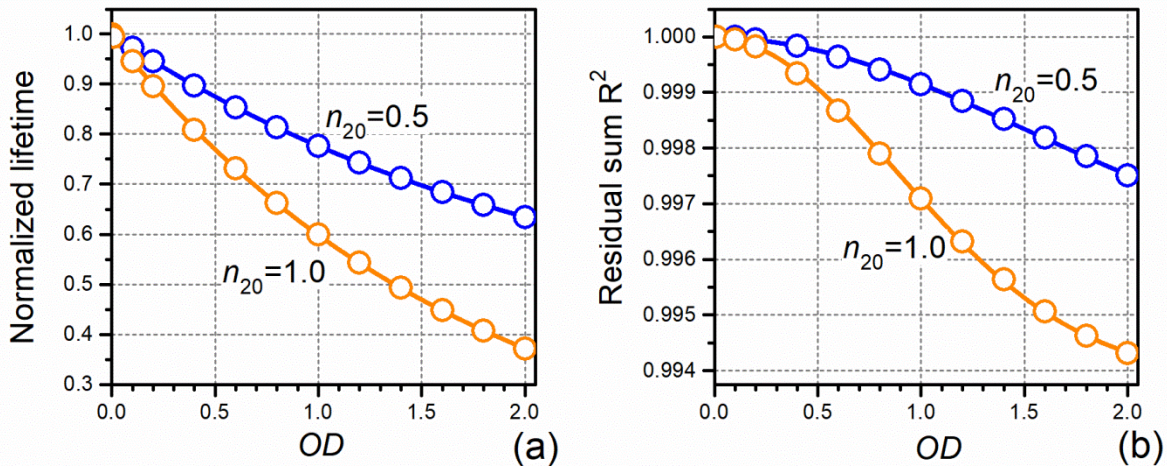 Normalized lifetime
1.0
0.9
0.8
0.7
0.6
0.5
0.4
0.3
n20=0.5
n20=1.0
0.0 0.5 1.0 1.5 2.0
OD
(a)
Residual sum R²
1.000
0.999
0.998
0.997
0.996
0.995
0.994
n20=0.5
n20=1.0
0.0 0.5 1.0 1.5 2.0
OD
(b)